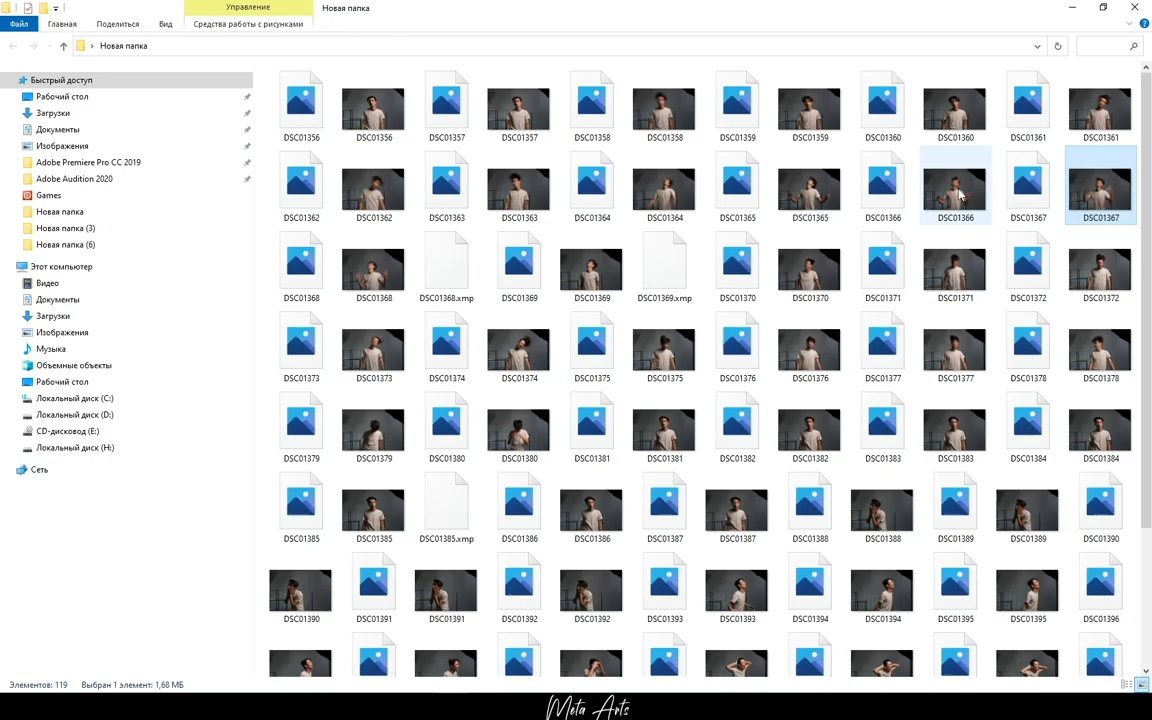 Управление
Новая папка
Файл
Главная
Поделиться
Вид
Средства работы с рисунками
Новая папка
Быстрый доступ
Рабочий стол
Загрузки
Документы
Изображения
Adobe Premiere Pro CC 2019
Adobe Audition 2020
Games
Новая папка
Новая папка (3)
Новая папка (6)
Этот компьютер
Видео
Документы
Загрузки
Изображения
Музыка
Объемные объекты
Рабочий стол
Локальный диск (C:)
Локальный диск (D:)
CD-дисковод (E:)
Локальный диск (H:)
Сеть
DSC01356 DSC01356 DSC01357 DSC01357 DSC01358 DSC01358 DSC01359 DSC01359 DSC01360 DSC01360 DSC01361 DSC01361
DSC01362 DSC01362 DSC01363 DSC01363 DSC01364 DSC01364 DSC01365 DSC01365 DSC01366 DSC01366 DSC01367 DSC01367
DSC01368 DSC01368 DSC01368.xmp DSC01369 DSC01369 DSC01369.xmp DSC01370 DSC01370 DSC01371 DSC01371 DSC01372 DSC01372
DSC01373 DSC01373 DSC01374 DSC01374 DSC01375 DSC01375 DSC01376 DSC01376 DSC01377 DSC01377 DSC01378 DSC01378
DSC01379 DSC01379 DSC01380 DSC01380 DSC01381 DSC01381 DSC01382 DSC01382 DSC01383 DSC01383 DSC01384 DSC01384
DSC01385 DSC01385 DSC01385.xmp DSC01386 DSC01386 DSC01387 DSC01387 DSC01388 DSC01388 DSC01389 DSC01389 DSC01390
DSC01390 DSC01391 DSC01391 DSC01392 DSC01392 DSC01393 DSC01393 DSC01394 DSC01394 DSC01395 DSC01395 DSC01396
Элементов: 119 Выбран 1 элемент: 1,68 МБ
Meta Arts